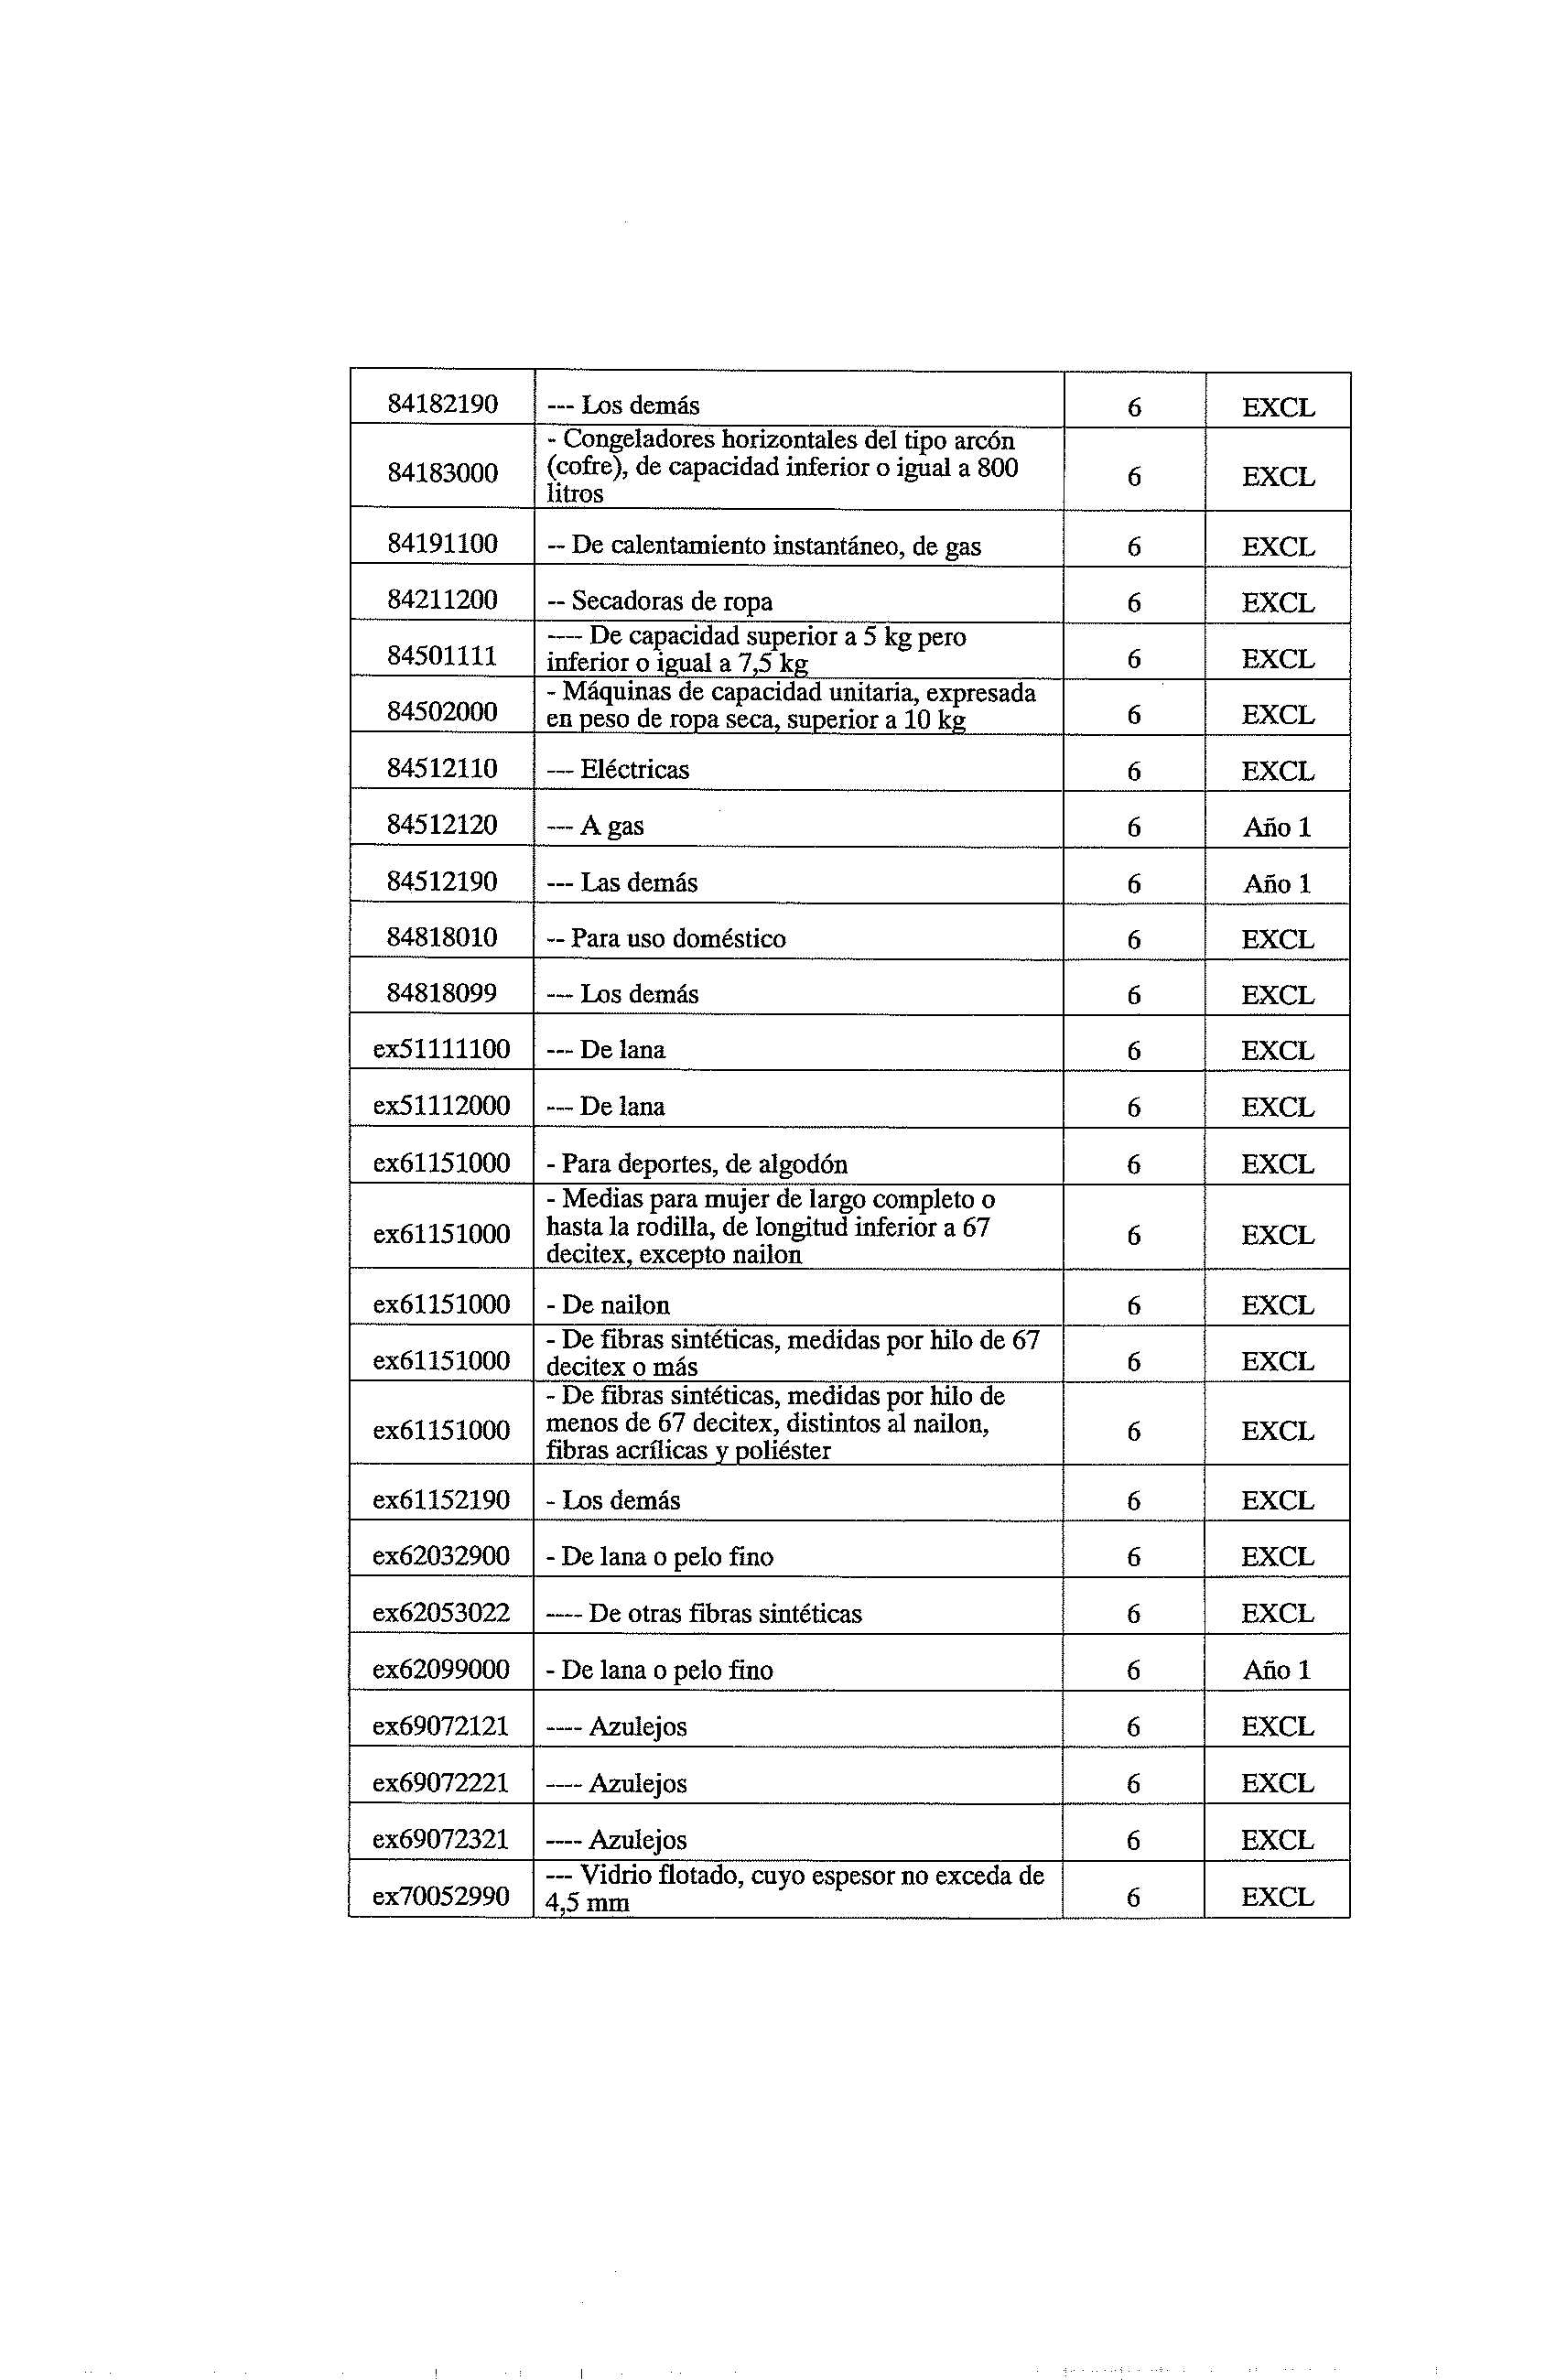 84182190 --- Los demás 6 EXCL
- Congeladores horizontales del tipo arcón
84183000 (cofre), de capacidad inferior o igual a 800 6 EXCL
litros
84191100 -- De calentamiento instantáneo, de gas 6 EXCL
84211200 -- Secadoras de ropa 6 EXCL
---- De capacidad superior a 5 kg pero
84501111 inferior o igual a 7,5 kg 6 EXCL
- Máquinas de capacidad unitaria, expresada
84502000 en peso de ropa seca, superior a 10 kg 6 EXCL
84512110 --- Eléctricas 6 EXCL
84512120 --- A gas 6 Año 1
84512190 --- Las demás 6 Año 1
84818010 -- Para uso doméstico 6 EXCL
84818099 --- Los demás 6 EXCL
ex51111100 --- De lana 6 EXCL
ex51112000 --- De lana 6 EXCL
ex61151000 - Para deportes, de algodón 6 EXCL
- Medias para mujer de largo completo o
ex61151000 hasta la rodilla, de longitud inferior a 67 6 EXCL
decitex, excepto nailon
ex61151000 - De nailon 6 EXCL
- De fibras sintéticas, medidas por hilo de 67
ex61151000 decitex o más 6 EXCL
- De fibras sintéticas, medidas por hilo de
ex61151000 menos de 67 decitex, distintos al nailon, 6 EXCL
fibras acrílicas y poliéster
ex61152190 - Los demás 6 EXCL
ex62032900 - De lana o pelo fino 6 EXCL
ex62053022 ---- De otras fibras sintéticas 6 EXCL
ex62099000 - De lana o pelo fino 6 Año 1
ex69072121 ---- Azulejos 6 EXCL
ex69072221 ---- Azulejos 6 EXCL
ex69072321 ---- Azulejos 6 EXCL
--- Vidrio flotado, cuyo espesor no exceda de
ex70052990 4,5 mm 6 EXCL